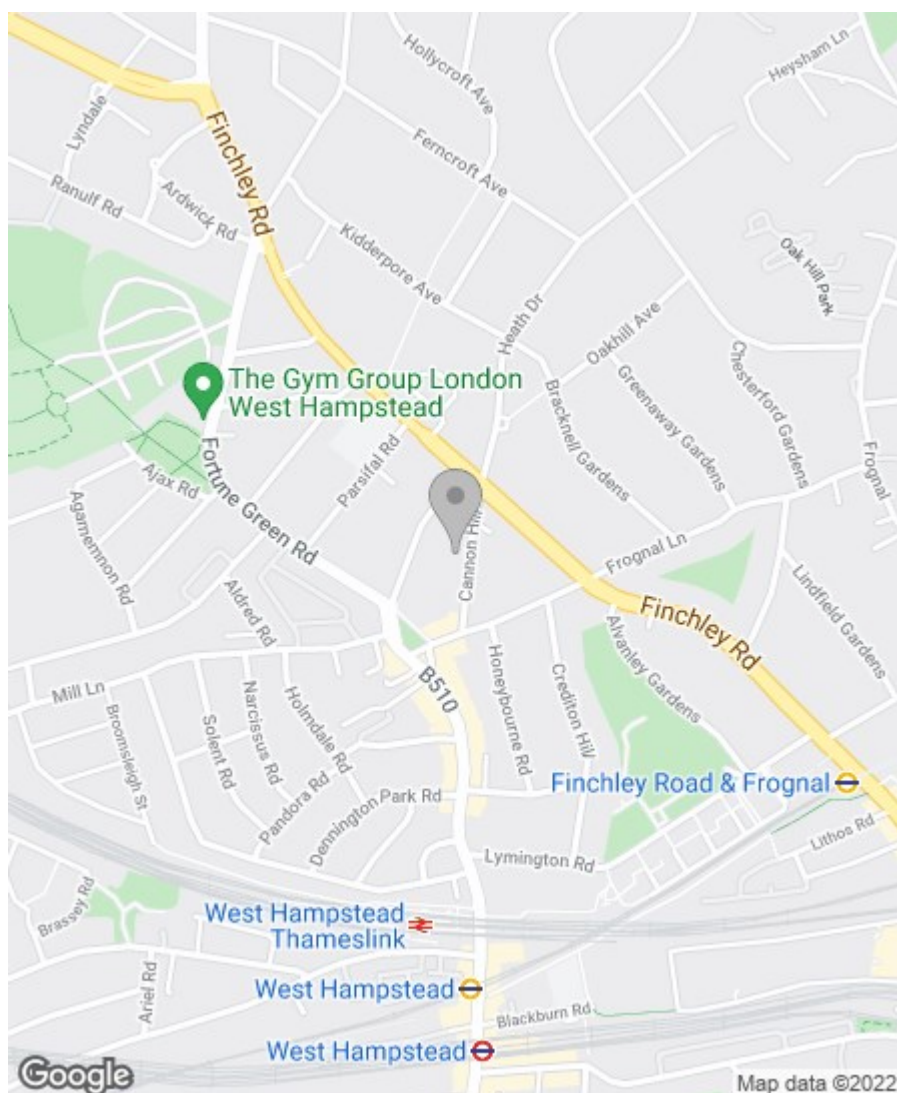 Hollycroft Ave
Heysham Ln
Lyndale
Finchley Rd
Ferncroft Ave
Ranulf Rd
Ardwick Rd
Kidderpore Ave
Oak Hill Park
Heath Dr
Oakhill Ave
The Gym Group London
West Hampstead
Greenaway Gardens
Chesterford Gardens
Bracknell Gardens
Frognal
Parsifal Rd
Ajax Rd
Fortune Green Rd
Agamemnon Rd
Cannon Hill
Frognal Ln
Lindfield Gardens
Aldred Rd
Finchley Rd
Alvanley Gardens
Mill Ln
B510
Honeybourne Rd
Crediton Hill
Broomsleigh St
Solent Rd
Narcissus Rd
Holmdale Rd
Pandora Rd
Dennington Park Rd
Finchley Road & Frognal
Lithos Rd
Lymington Rd
Brassey Rd
West Hampstead
Thameslink
Ariel Rd
West Hampstead
Blackburn Rd
West Hampstead
Google
Map data ©2022